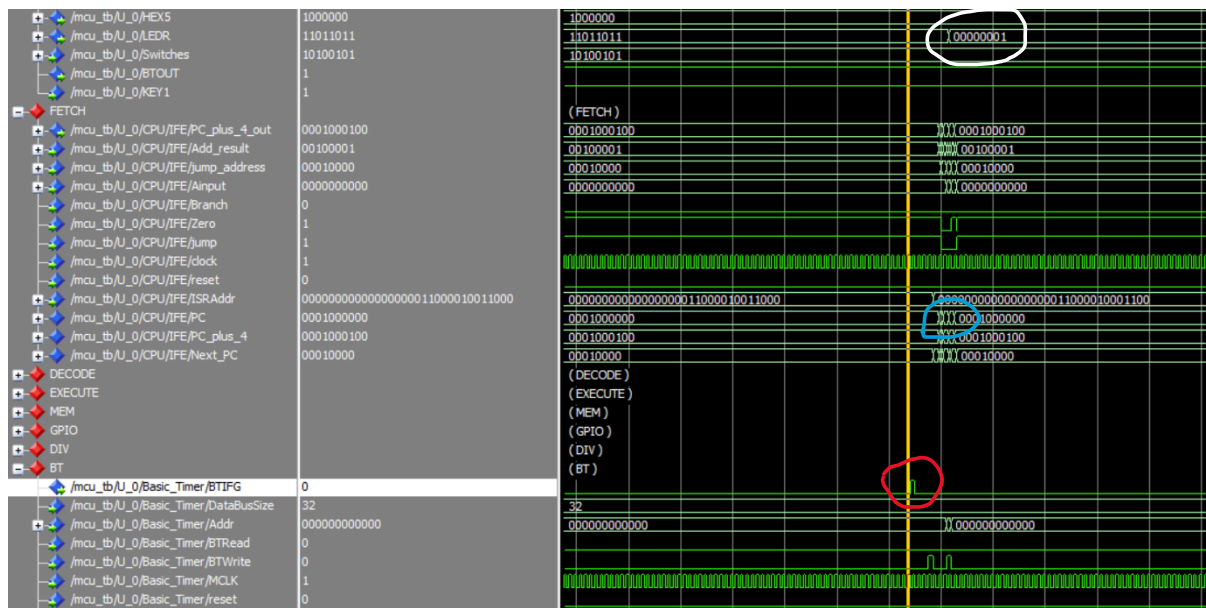 /mcu_tb/U_0/HEX5 1000000 1000000
/mcu_tb/U_0/LEDR 11011011 11011011 00000001
/mcu_tb/U_0/Switches 10100101 10100101
/mcu_tb/U_0/BTOUT 1
/mcu_tb/U_0/KEY1 1
FETCH (FETCH)
/mcu_tb/U_0/CPU/IFE/PC_plus_4_out 0001000100 0001000100 0001000100
/mcu_tb/U_0/CPU/IFE/Add_result 00100001 00100001 00100001
/mcu_tb/U_0/CPU/IFE/jump_address 00010000 00010000 00010000
/mcu_tb/U_0/CPU/IFE/Ainput 0000000000 0000000000 0000000000
/mcu_tb/U_0/CPU/IFE/Branch 0
/mcu_tb/U_0/CPU/IFE/Zero 1
/mcu_tb/U_0/CPU/IFE/jump 1
/mcu_tb/U_0/CPU/IFE/clock 1
/mcu_tb/U_0/CPU/IFE/reset 0
/mcu_tb/U_0/CPU/IFE/ISRAddr
/mcu_tb/U_0/CPU/IFE/PC 0001000000 0001000000 0001000000
/mcu_tb/U_0/CPU/IFE/PC_plus_4 0001000100 0001000100 0001000100
/mcu_tb/U_0/CPU/IFE/Next_PC 00010000 00010000 00010000
DECODE (DECODE)
EXECUTE (EXECUTE)
MEM (MEM)
GPIO (GPIO)
DIV (DIV)
BT (BT)
/mcu_tb/U_0/Basic_Timer/BTIFG 0
/mcu_tb/U_0/Basic_Timer/DataBusSize 32 32
/mcu_tb/U_0/Basic_Timer/Addr 000000000000 000000000000 000000000000
/mcu_tb/U_0/Basic_Timer/BTRead 0
/mcu_tb/U_0/Basic_Timer/BTWrite 0
/mcu_tb/U_0/Basic_Timer/MCLK 1
/mcu_tb/U_0/Basic_Timer/reset 0